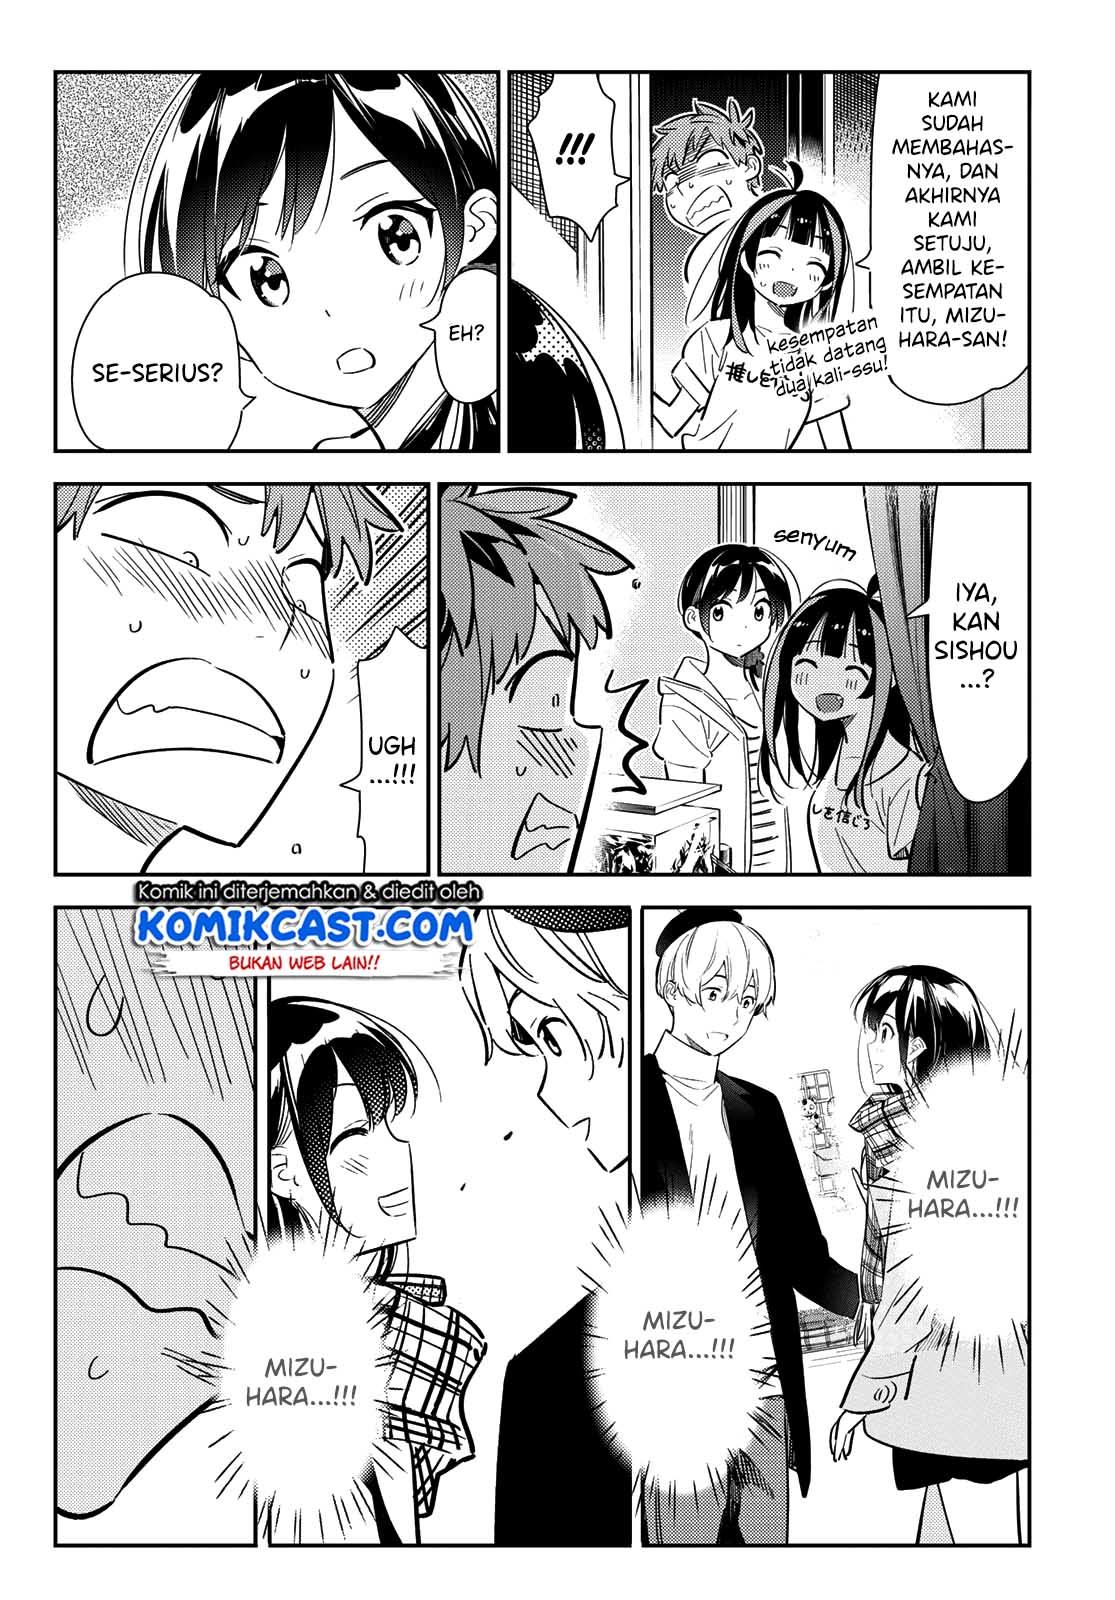 KAMI
SUDAH
MEMBAHAS-
NYA, DAN
AKHIRNYA
KAMI
SETUJU,
AMBIL KE-
SEMPATAN
ITU, MIZU-
HARA-SAN!
kesempatan
tidak datang
dua kali-ssu!
!!!
EH?
SE-SERIUS?
IYA,
KAN
SISHOU
...?
senyum
しを信じろ
UGH
...!!!
Komik ini diterjemahkan & diedit oleh
KOMIKCAST.COM
BUKAN WEB LAIN!!
MIZU-
HARA...!!!
MIZU-
HARA...!!!
MIZU-
HARA...!!!